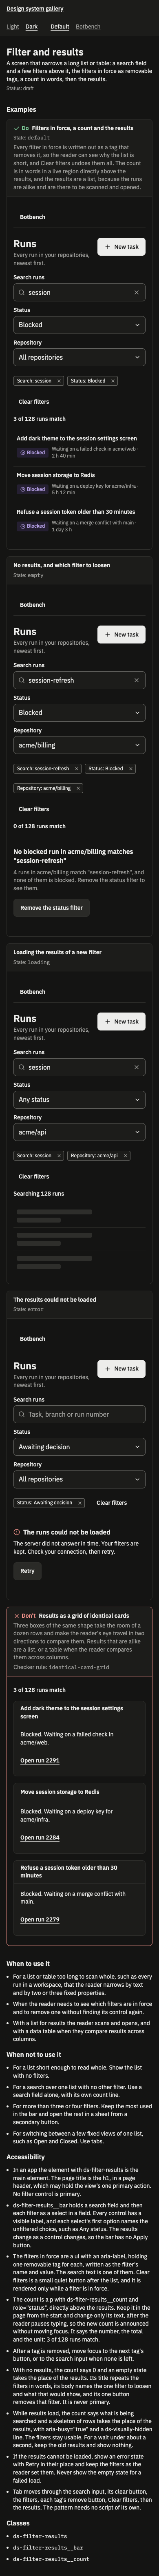 Design system gallery
Light Dark Default Botbench
Filter and results
A screen that narrows a long list or table: a search field
and a few filters above it, the filters in force as removable
tags, a count in words, then the results.
Status: draft
Examples
Do Filters in force, a count and the results
State: default
Every filter in force is written out as a tag that
removes it, so the reader can see why the list is
short, and Clear filters undoes them all. The count
is in words and in a live region directly above the
results, and the results are a list, because the runs
are alike and are there to be scanned and opened.
Botbench
Runs
Every run in your repositories,
newest first.
New task
Search runs
session
Status
Blocked
Repository
All repositories
Search: session
Status: Blocked
Clear filters
3 of 128 runs match
Add dark theme to the session settings screen
Blocked
Waiting on a failed check in acme/web ·
2 h 40 min
Move session storage to Redis
Blocked
Waiting on a deploy key for acme/infra ·
5 h 12 min
Refuse a session token older than 30 minutes
Blocked
Waiting on a merge conflict with main ·
1 day 3 h
No results, and which filter to loosen
State: empty
Botbench
Runs
Every run in your repositories,
newest first.
New task
Search runs
session-refresh
Status
Blocked
Repository
acme/billing
Search: session-refresh
Status: Blocked
Repository: acme/billing
Clear filters
0 of 128 runs match
No blocked run in acme/billing matches
"session-refresh"
4 runs in acme/billing match "session-refresh", and
none of them is blocked. Remove the status filter to
see them.
Remove the status filter
Loading the results of a new filter
State: loading
Botbench
Runs
Every run in your repositories,
newest first.
New task
Search runs
session
Status
Any status
Repository
acme/api
Search: session
Repository: acme/api
Clear filters
Searching 128 runs
The results could not be loaded
State: error
Botbench
Runs
Every run in your repositories,
newest first.
New task
Search runs
Task, branch or run number
Status
Awaiting decision
Repository
All repositories
Status: Awaiting decision
Clear filters
The runs could not be loaded
The server did not answer in time. Your filters are
kept. Check your connection, then retry.
Retry
Don't Results as a grid of identical cards
Three boxes of the same shape take the room of a
dozen rows and make the reader's eye travel in two
directions to compare them. Results that are alike
are a list, or a table when the reader compares
them across columns.
Checker rule: identical-card-grid
3 of 128 runs match
Add dark theme to the session settings
screen
Blocked. Waiting on a failed check in
acme/web.
Open run 2291
Move session storage to Redis
Blocked. Waiting on a deploy key for
acme/infra.
Open run 2284
Refuse a session token older than 30
minutes
Blocked. Waiting on a merge conflict with
main.
Open run 2279
When to use it
• For a list or table too long to scan whole, such as every
run in a workspace, that the reader narrows by text
and by two or three fixed properties.
• When the reader needs to see which filters are in force
and to remove one without finding its control again.
• With a list for results the reader scans and opens, and
with a data table when they compare results across
columns.
When not to use it
• For a list short enough to read whole. Show the list
with no filters.
• For a search over one list with no other filter. Use a
search field alone, with its own count line.
• For more than three or four filters. Keep the most used
in the bar and open the rest in a sheet from a
secondary button.
• For switching between a few fixed views of one list,
such as Open and Closed. Use tabs.
Accessibility
• In an app the element with ds-filter-results is the
main element. The page title is the h1, in a page
header, which may hold the view's one primary action.
No filter control is primary.
• ds-filter-results__bar holds a search field and then
each filter as a select in a field. Every control has a
visible label, and each select's first option names the
unfiltered choice, such as Any status. The results
change as a control changes, so the bar has no Apply
button.
• The filters in force are a ul with an aria-label, holding
one removable tag for each, written as the filter's
name and value. The search text is one of them. Clear
filters is a small quiet button after the list, and it is
rendered only while a filter is in force.
• The count is a p with ds-filter-results__count and
role="status", directly above the results. Keep it in the
page from the start and change only its text, after the
reader pauses typing, so the new count is announced
without moving focus. It says the number, the total
and the unit: 3 of 128 runs match.
• After a tag is removed, move focus to the next tag's
button, or to the search input when none is left.
• With no results, the count says 0 and an empty state
takes the place of the results. Its title repeats the
filters in words, its body names the one filter to loosen
and what that would show, and its one button
removes that filter. It is never primary.
• While results load, the count says what is being
searched and a skeleton of rows takes the place of the
results, with aria-busy="true" and a ds-visually-hidden
line. The filters stay usable. For a wait under about a
second, keep the old results and show nothing.
• If the results cannot be loaded, show an error state
with Retry in their place and keep the filters as the
reader set them. Never show the empty state for a
failed load.
• Tab moves through the search input, its clear button,
the filters, each tag's remove button, Clear filters, then
the results. The pattern needs no script of its own.
Classes
• ds-filter-results
• ds-filter-results__bar
• ds-filter-results__count